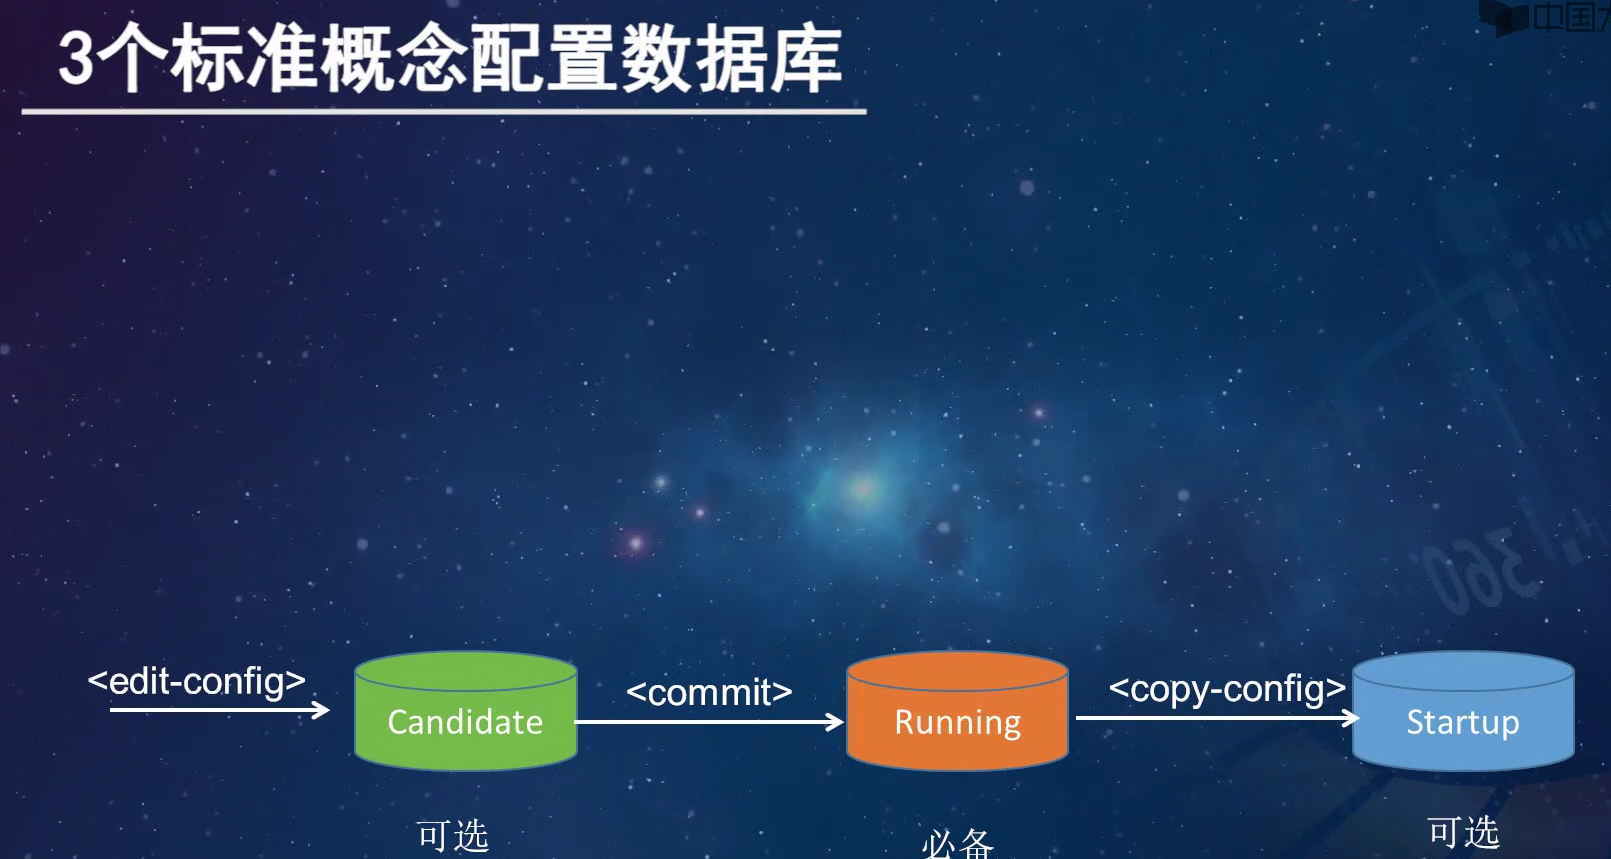 中国
3个标准概念配置数据库
360°
<edit-config>
Candidate
<commit>
Running
<copy-config>
Startup
可选
必备
可选